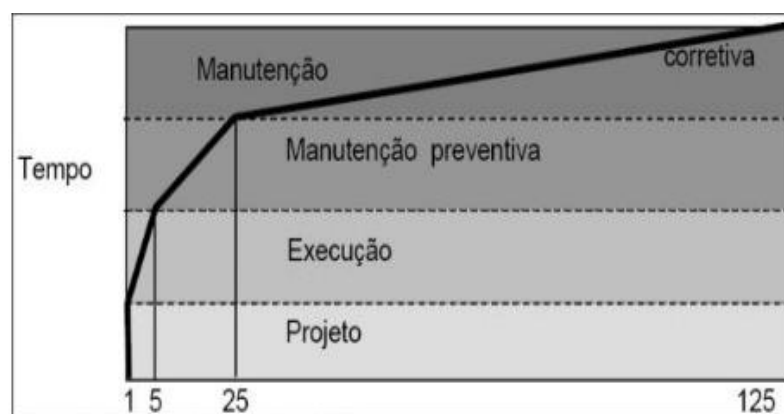 Manutenção corretiva
Manutenção preventiva
Tempo
Execução
Projeto
1 5 25 125